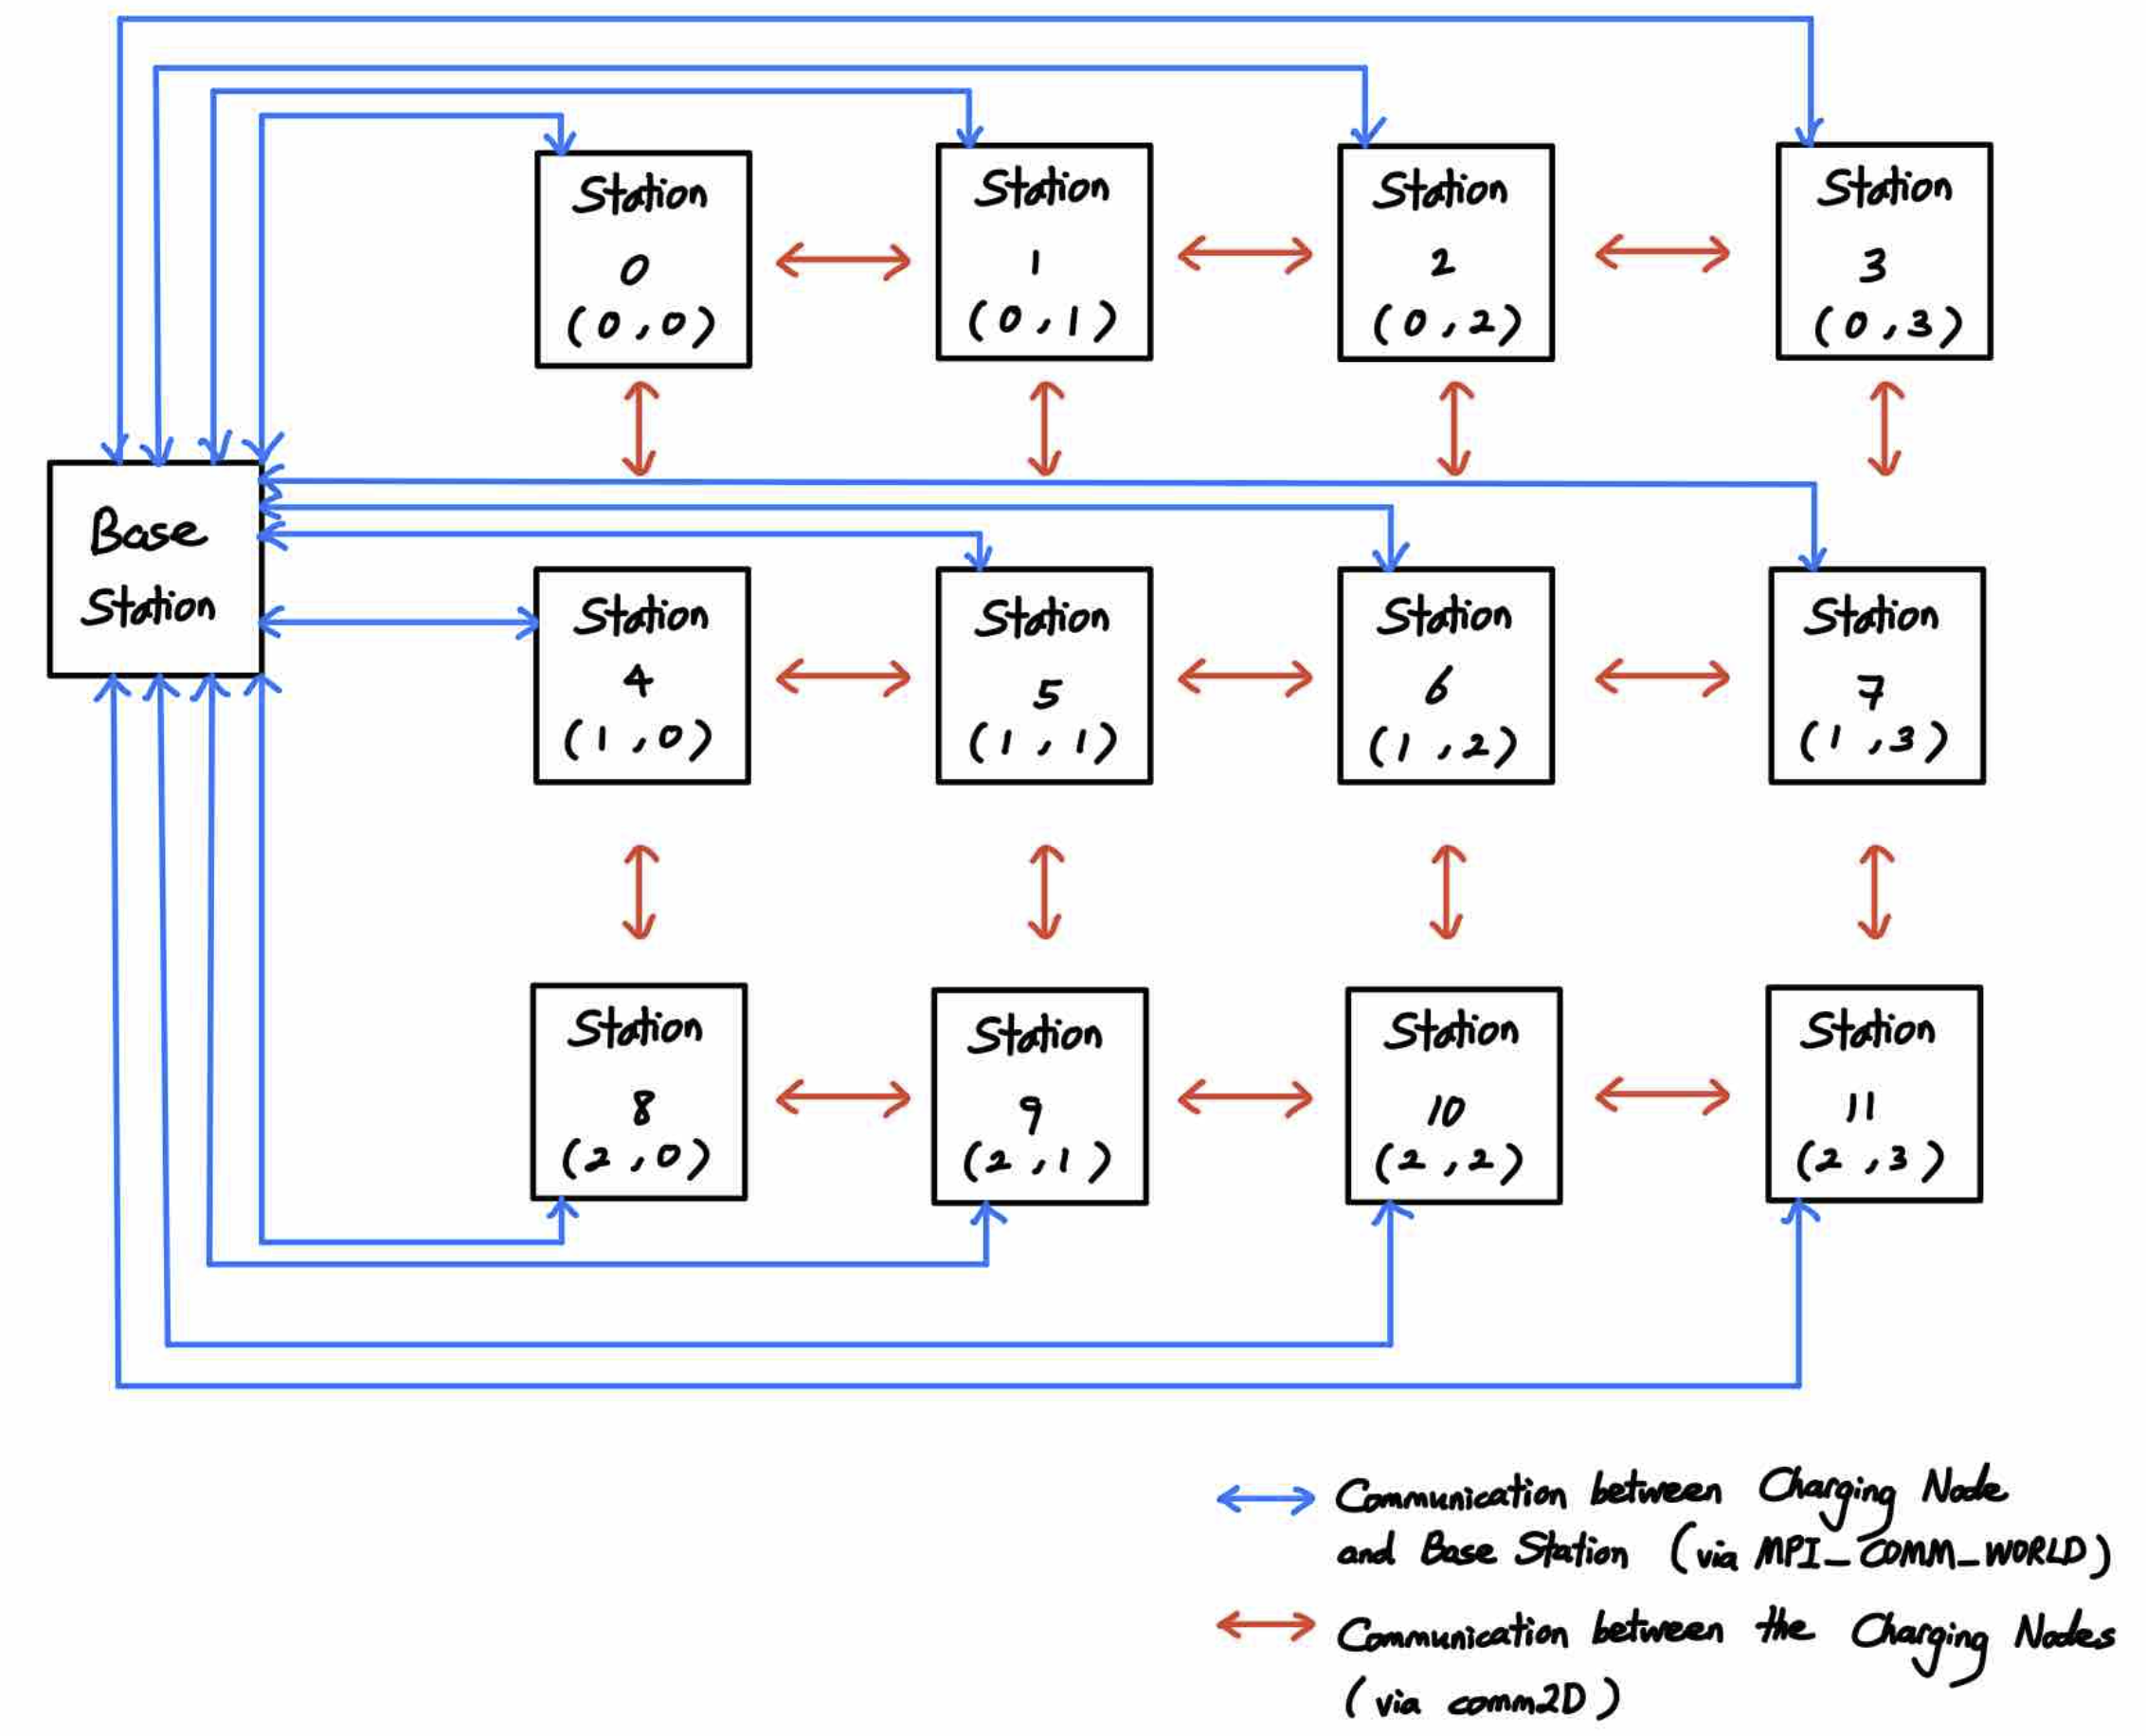 Station
0
(0,0)
Station
1
(0,1)
Station
2
(0,2)
Station
3
(0,3)
Base
Station
Station
4
(1,0)
Station
5
(1,1)
Station
6
(1,2)
Station
7
(1,3)
Station
8
(2,0)
Station
9
(2,1)
Station
10
(2,2)
Station
11
(2,3)
Communication between Charging Node
and Base Station (via MPI_COMM_WORLD)
Communication between the Charging Nodes
(via comm2D)